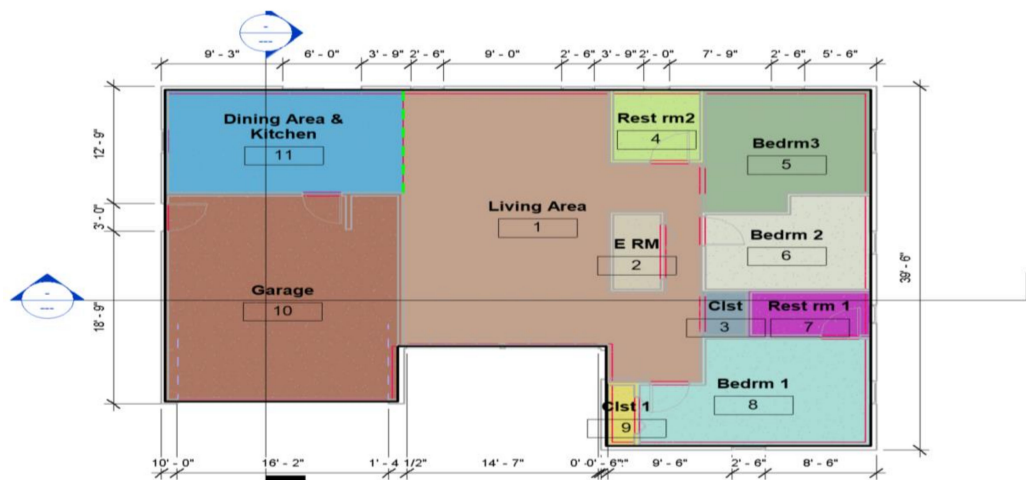 9' - 3"
6' - 0"
3' - 9"
2' - 6"
9' - 0"
2' - 6"
3' - 9"
2' - 0"
7' - 9"
2' - 6"
5' - 6"
12' - 9"
3' - 0"
18' - 9"
39' - 6"
Dining Area &
Kitchen
11
Rest rm2
4
Bedrm3
5
Living Area
1
E RM
2
Bedrm 2
6
Garage
10
Clst
3
Rest rm 1
7
Bedrm 1
8
Clst 1
9
10' - 0"
16' - 2"
1' - 4 1/2"
14' - 7"
9' - 6"
2' - 6"
8' - 6"